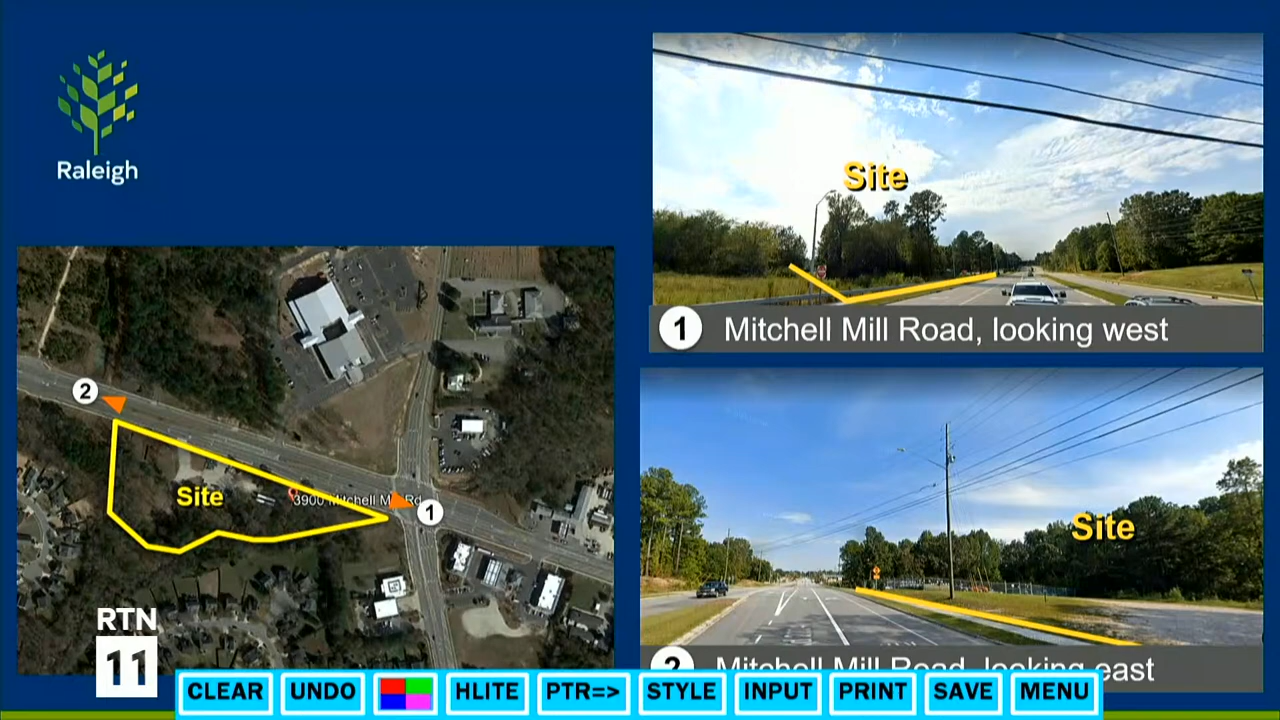 Raleigh
Site
1 Mitchell Mill Road, looking west
2
Site
3900 Mitchell Mill Rd
1
Site
2 Mitchell Mill Road, looking east
RTN
11
CLEAR UNDO HLITE PTR=> STYLE INPUT PRINT SAVE MENU